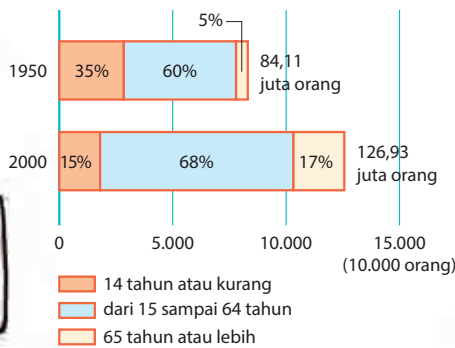 5%
1950 35% 60% 84,11
juta orang
2000 15% 68% 17% 126,93
juta orang
0 5.000 10.000 15.000
(10.000 orang)
14 tahun atau kurang
dari 15 sampai 64 tahun
65 tahun atau lebih